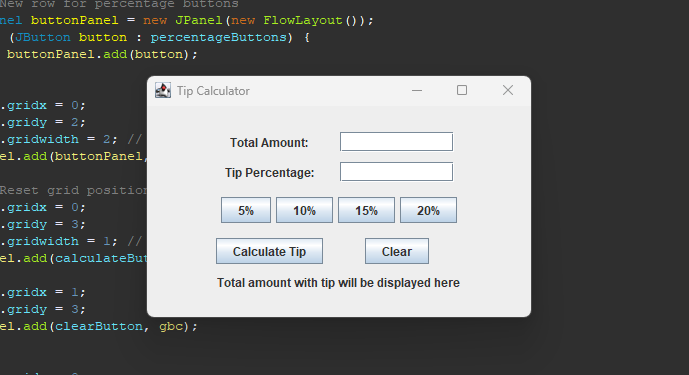 New row for percentage buttons
nel buttonPanel = new JPanel(new FlowLayout());
(JButton button : percentageButtons) {
buttonPanel.add(button);
.gridx = 0;
.gridy = 2;
.gridwidth = 2; //
el.add(buttonPanel,
Reset grid position
.gridx = 0;
.gridy = 3;
.gridwidth = 1; //
el.add(calculateBut
.gridx = 1;
.gridy = 3;
el.add(clearButton, gbc);
Tip Calculator
Total Amount:
Tip Percentage:
5% 10% 15% 20%
Calculate Tip Clear
Total amount with tip will be displayed here